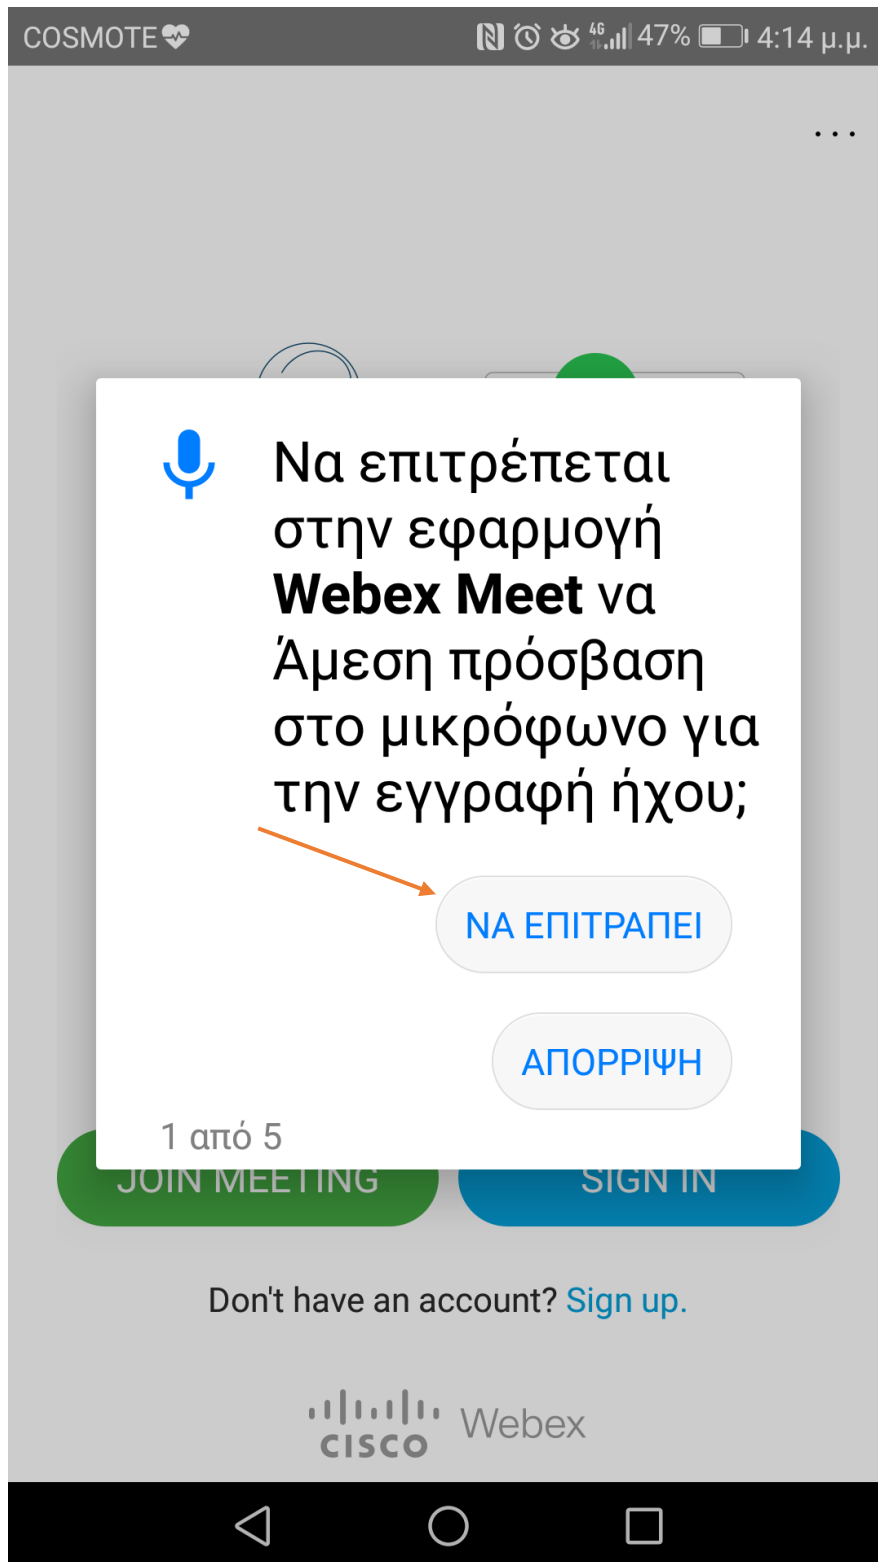 COSMOTE 4G 47% 4:14 μ.μ.
Να επιτρέπεται
στην εφαρμογή
Webex Meet να
Άμεση πρόσβαση
στο μικρόφωνο για
την εγγραφή ήχου;
ΝΑ ΕΠΙΤΡΑΠΕΙ
ΑΠΟΡΡΙΨΗ
1 από 5
JOIN MEETING SIGN IN
Don't have an account? Sign up.
CISCO Webex